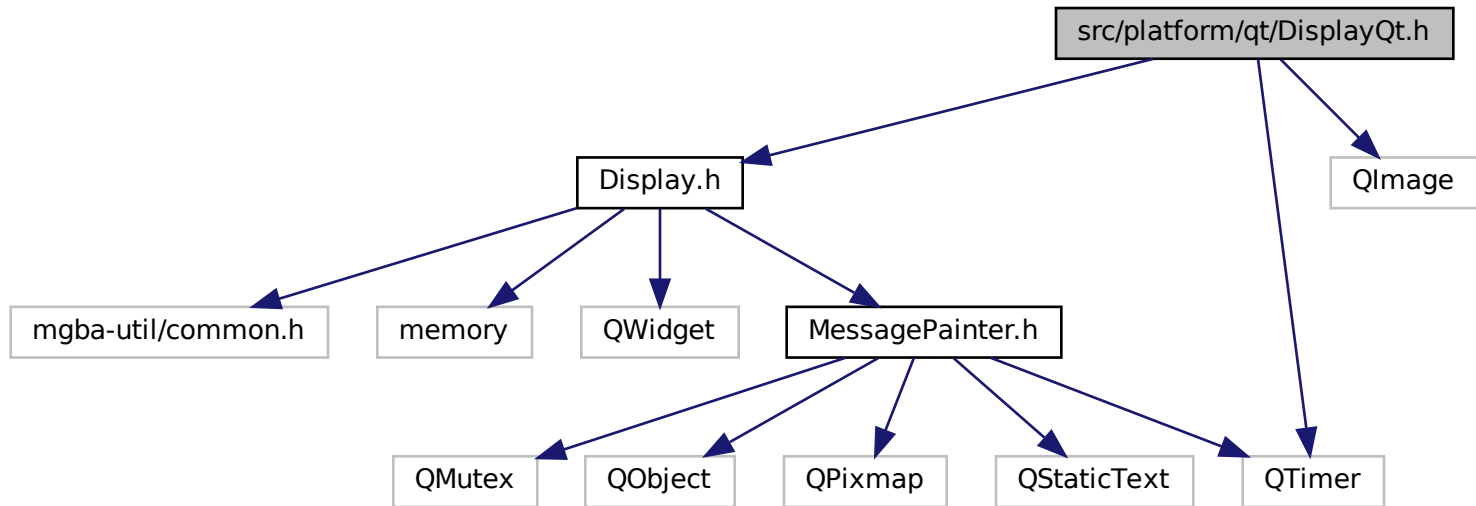 src/platform/qt/DisplayQt.h
Display.h
QImage
mgba-util/common.h
memory
QWidget
MessagePainter.h
QMutex
QObject
QPixmap
QStaticText
QTimer